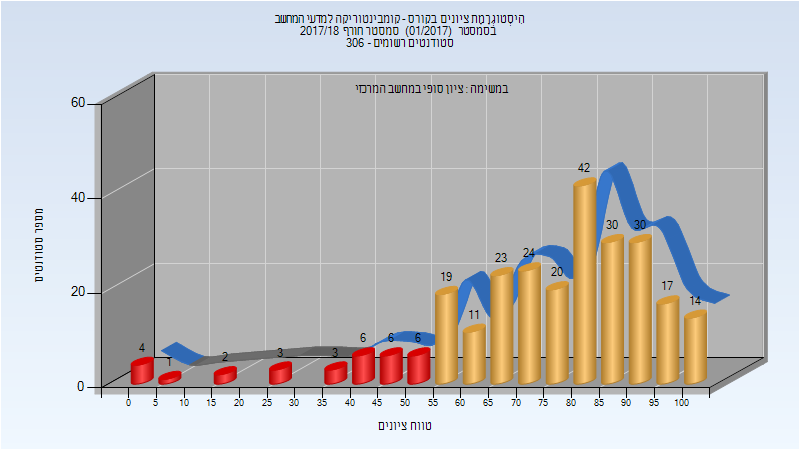 הִיסְטוֹגְרָמַת ציונים בקורס - קומבינטוריקה למדעי המחשב
בסמסטר (01/2017) סמסטר חורף 2017/18
סטודנטים רשומים - 306
במשימה : ציון סופי במחשב המרכזי
60
40
20
0
מספר סטודנטים
4 1 2 3 3 6 6 6 19 11 23 24 20 42 30 30 17 14
0 5 10 15 20 25 30 35 40 45 50 55 60 65 70 75 80 85 90 95 100
טווח ציונים